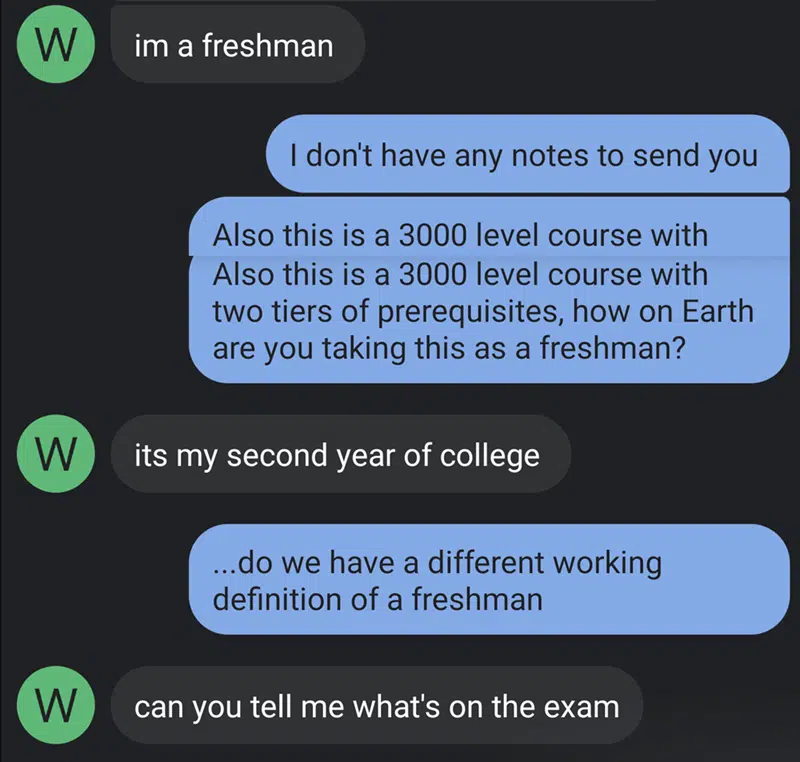 W
im a freshman
I don't have any notes to send you
Also this is a 3000 level course with
Also this is a 3000 level course with
two tiers of prerequisites, how on Earth
are you taking this as a freshman?
W
its my second year of college
...do we have a different working
definition of a freshman
W
can you tell me what's on the exam